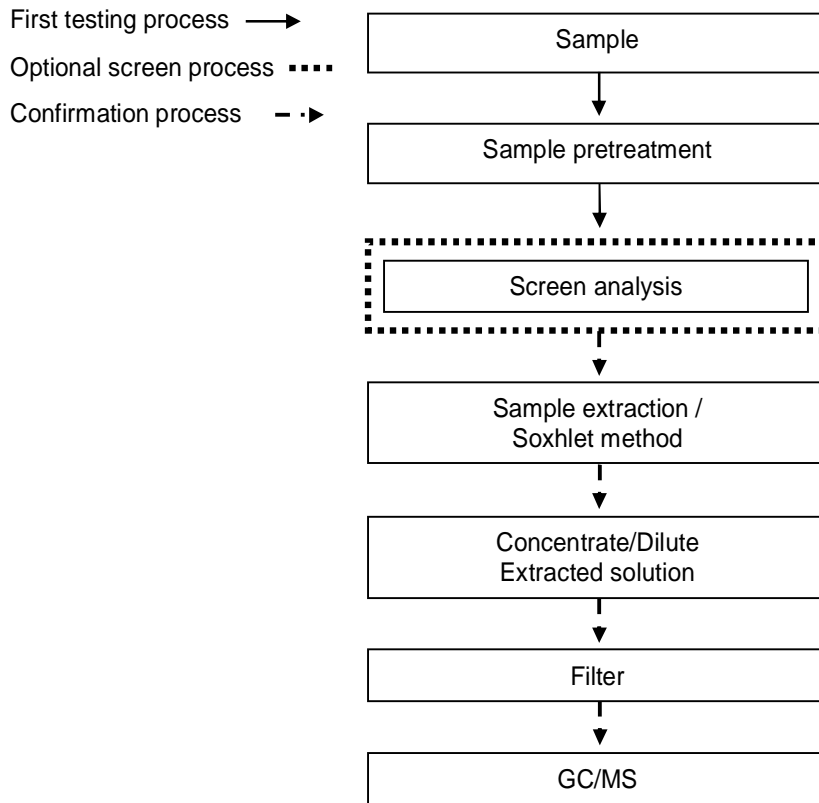 First testing process
Optional screen process
Confirmation process
Sample
Sample pretreatment
Screen analysis
Sample extraction /
Soxhlet method
Concentrate/Dilute
Extracted solution
Filter
GC/MS